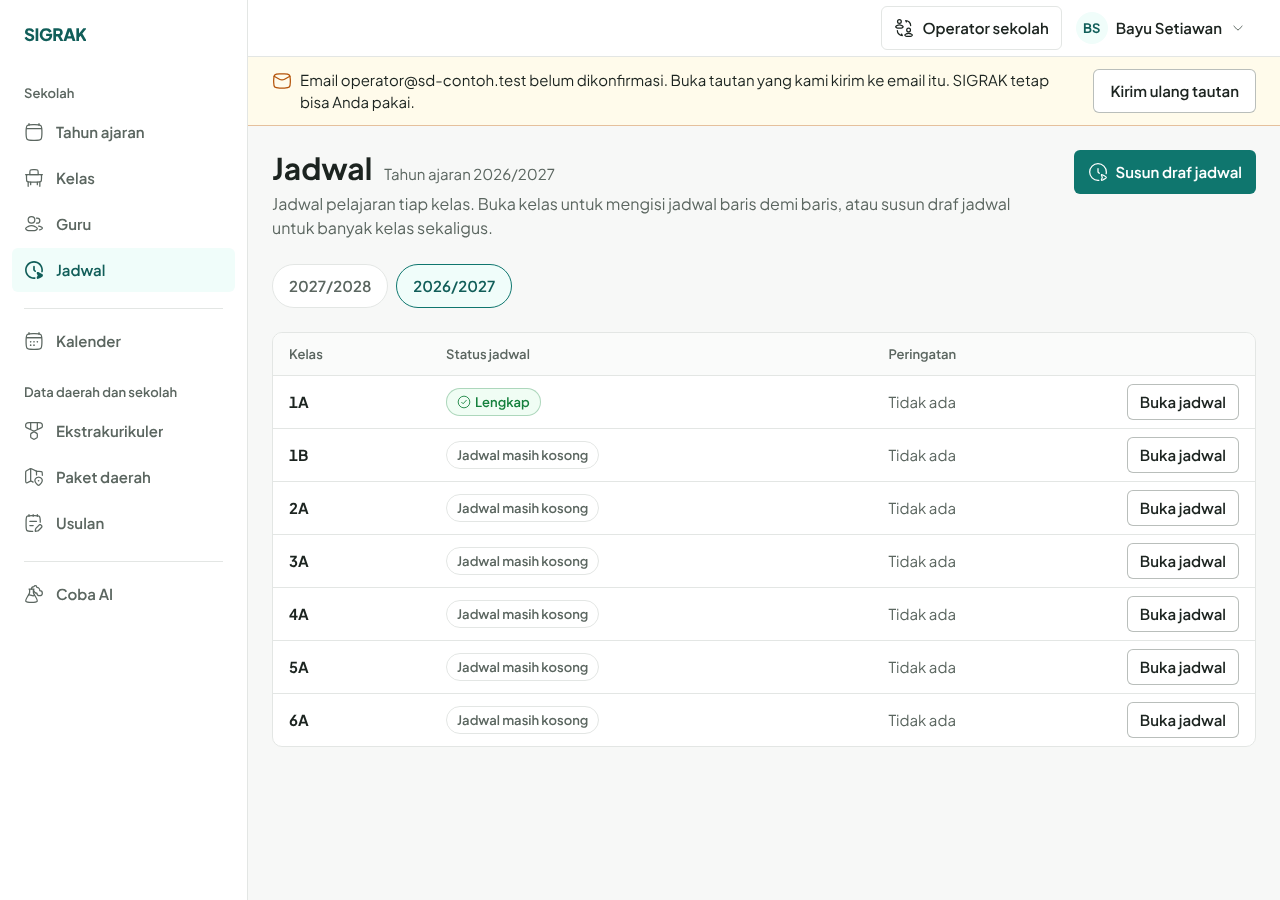 SIGRAK
Sekolah
Tahun ajaran
Kelas
Guru
Jadwal
Kalender
Data daerah dan sekolah
Ekstrakurikuler
Paket daerah
Usulan
Coba AI
Operator sekolah
BS
Bayu Setiawan
Email operator@sd-contoh.test belum dikonfirmasi. Buka tautan yang kami kirim ke email itu. SIGRAK tetap
bisa Anda pakai.
Kirim ulang tautan
Jadwal Tahun ajaran 2026/2027
Jadwal pelajaran tiap kelas. Buka kelas untuk mengisi jadwal baris demi baris, atau susun draf jadwal
untuk banyak kelas sekaligus.
Susun draf jadwal
2027/2028 2026/2027
Kelas Status jadwal Peringatan
1A Lengkap Tidak ada Buka jadwal
1B Jadwal masih kosong Tidak ada Buka jadwal
2A Jadwal masih kosong Tidak ada Buka jadwal
3A Jadwal masih kosong Tidak ada Buka jadwal
4A Jadwal masih kosong Tidak ada Buka jadwal
5A Jadwal masih kosong Tidak ada Buka jadwal
6A Jadwal masih kosong Tidak ada Buka jadwal